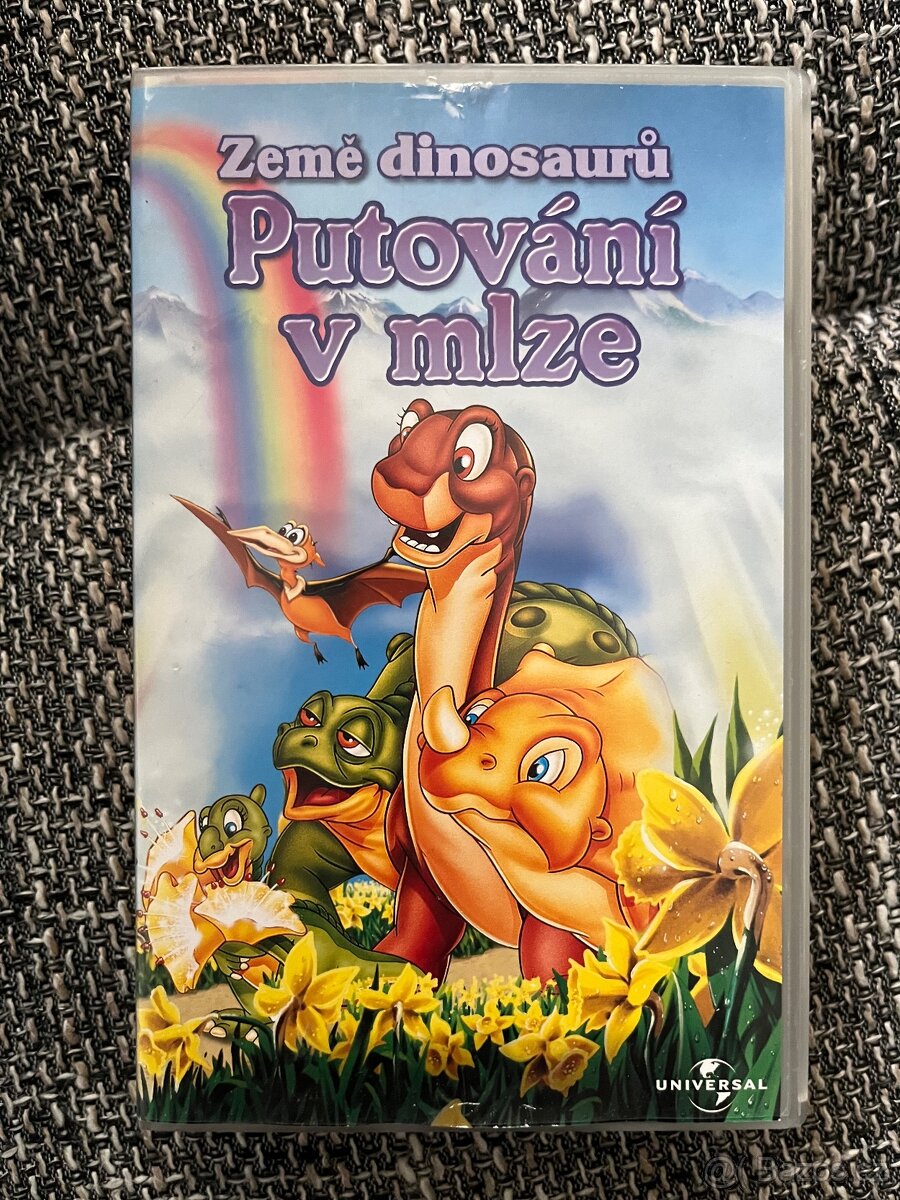 Země dinosaurů
Putování
v mlze
UNIVERSAL